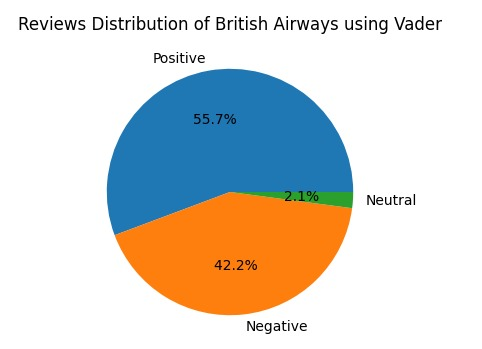 Reviews Distribution of British Airways using Vader
Positive
55.7%
2.1%
Neutral
42.2%
Negative